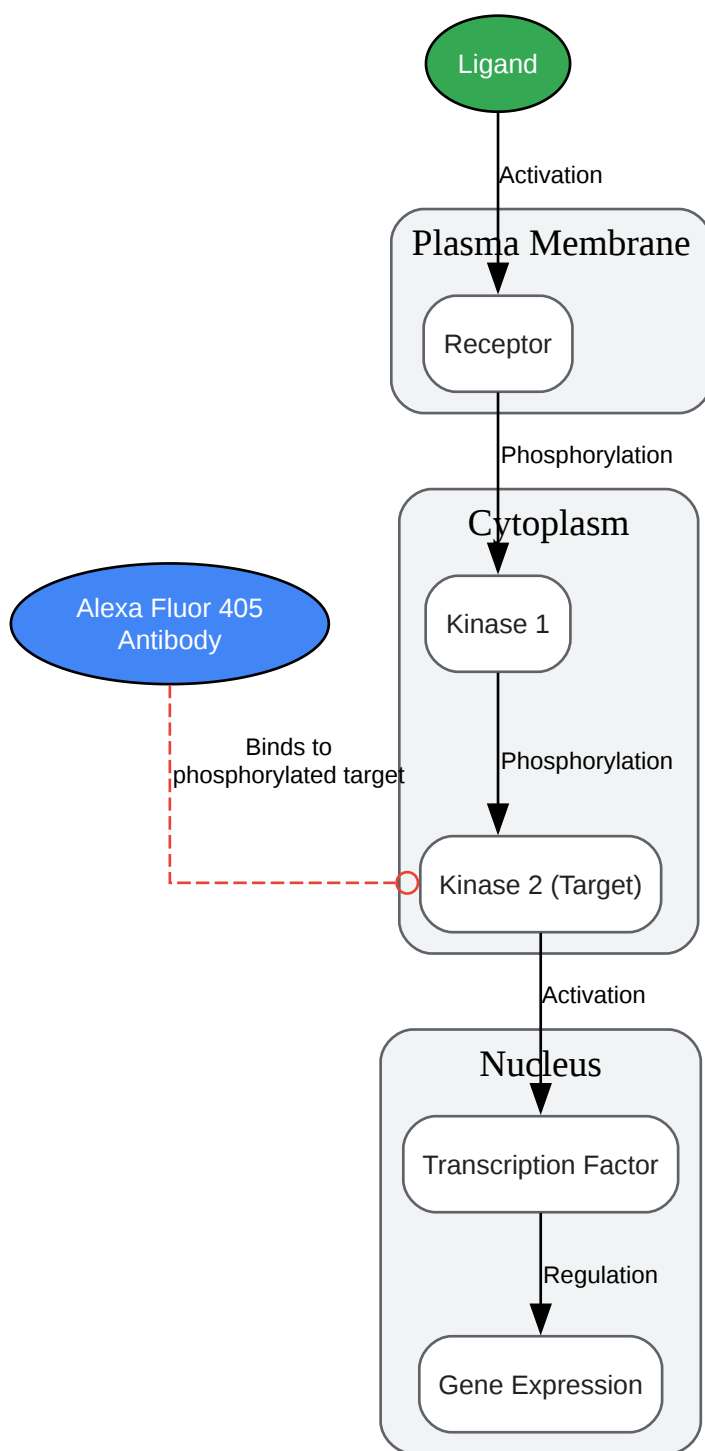 Ligand
Activation
Plasma Membrane
Receptor
Phosphorylation
Cytoplasm
Alexa Fluor 405
Antibody
Kinase 1
Binds to
phosphorylated target
Phosphorylation
Kinase 2 (Target)
Activation
Nucleus
Transcription Factor
Regulation
Gene Expression